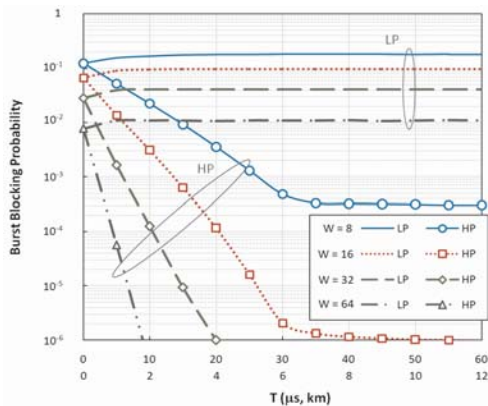 10⁰
10⁻¹
10⁻²
10⁻³
10⁻⁴
10⁻⁵
10⁻⁶
Burst Blocking Probability
LP
HP
W = 8 LP HP
W = 16 LP HP
W = 32 LP HP
W = 64 LP HP
0 10 20 30 40 50 60
0 2 4 6 8 10 12
T (μs, km)